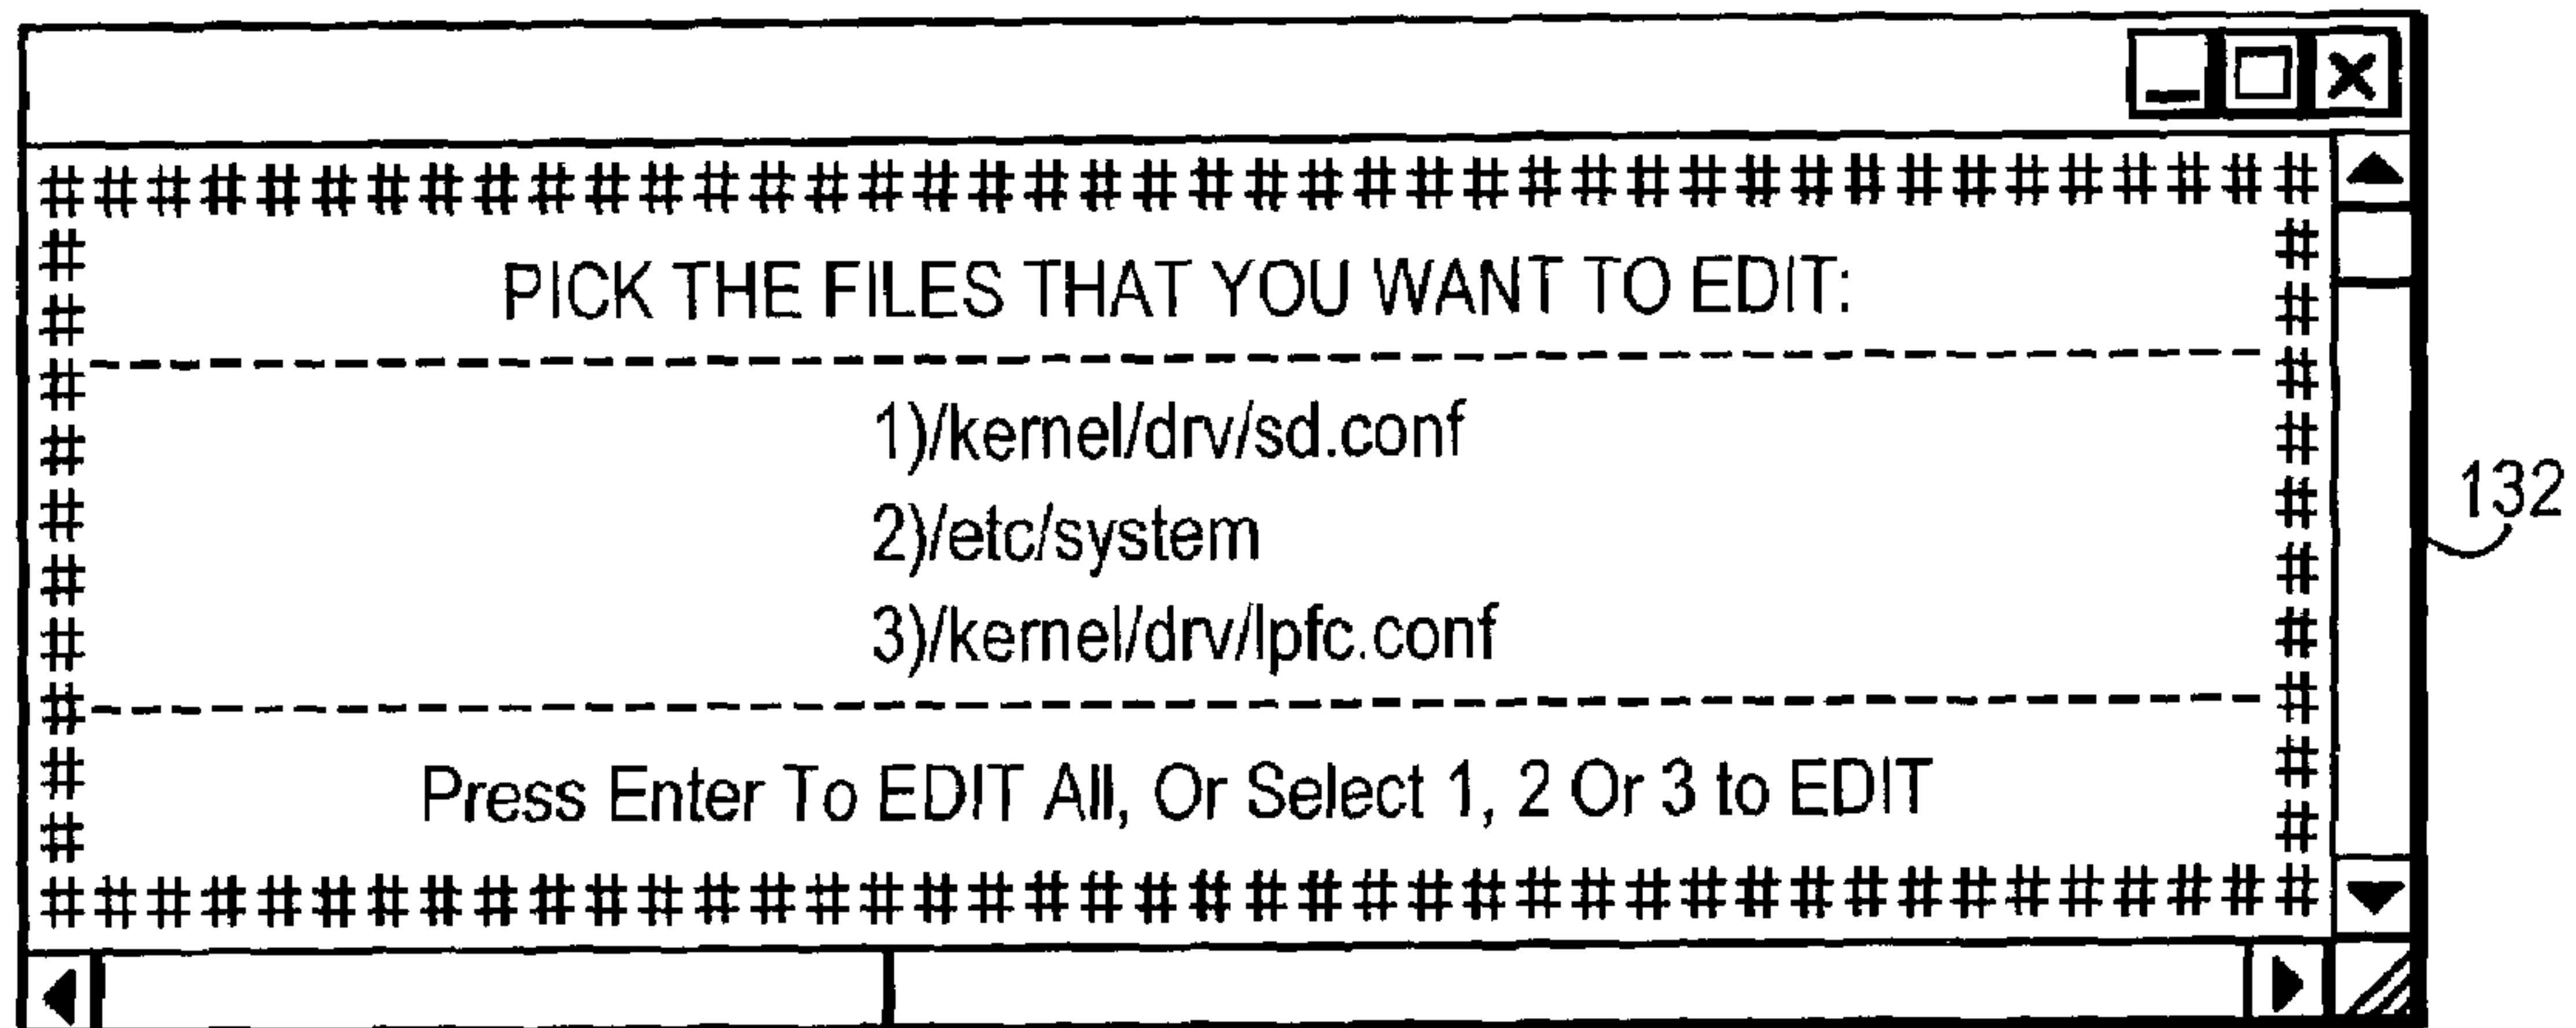 ##########################################
PICK THE FILES THAT YOU WANT TO EDIT:
1)/kernel/drv/sd.conf
2)/etc/system
3)/kernel/drv/lpfc.conf
Press Enter To EDIT All, Or Select 1, 2 Or 3 to EDIT
##########################################
132